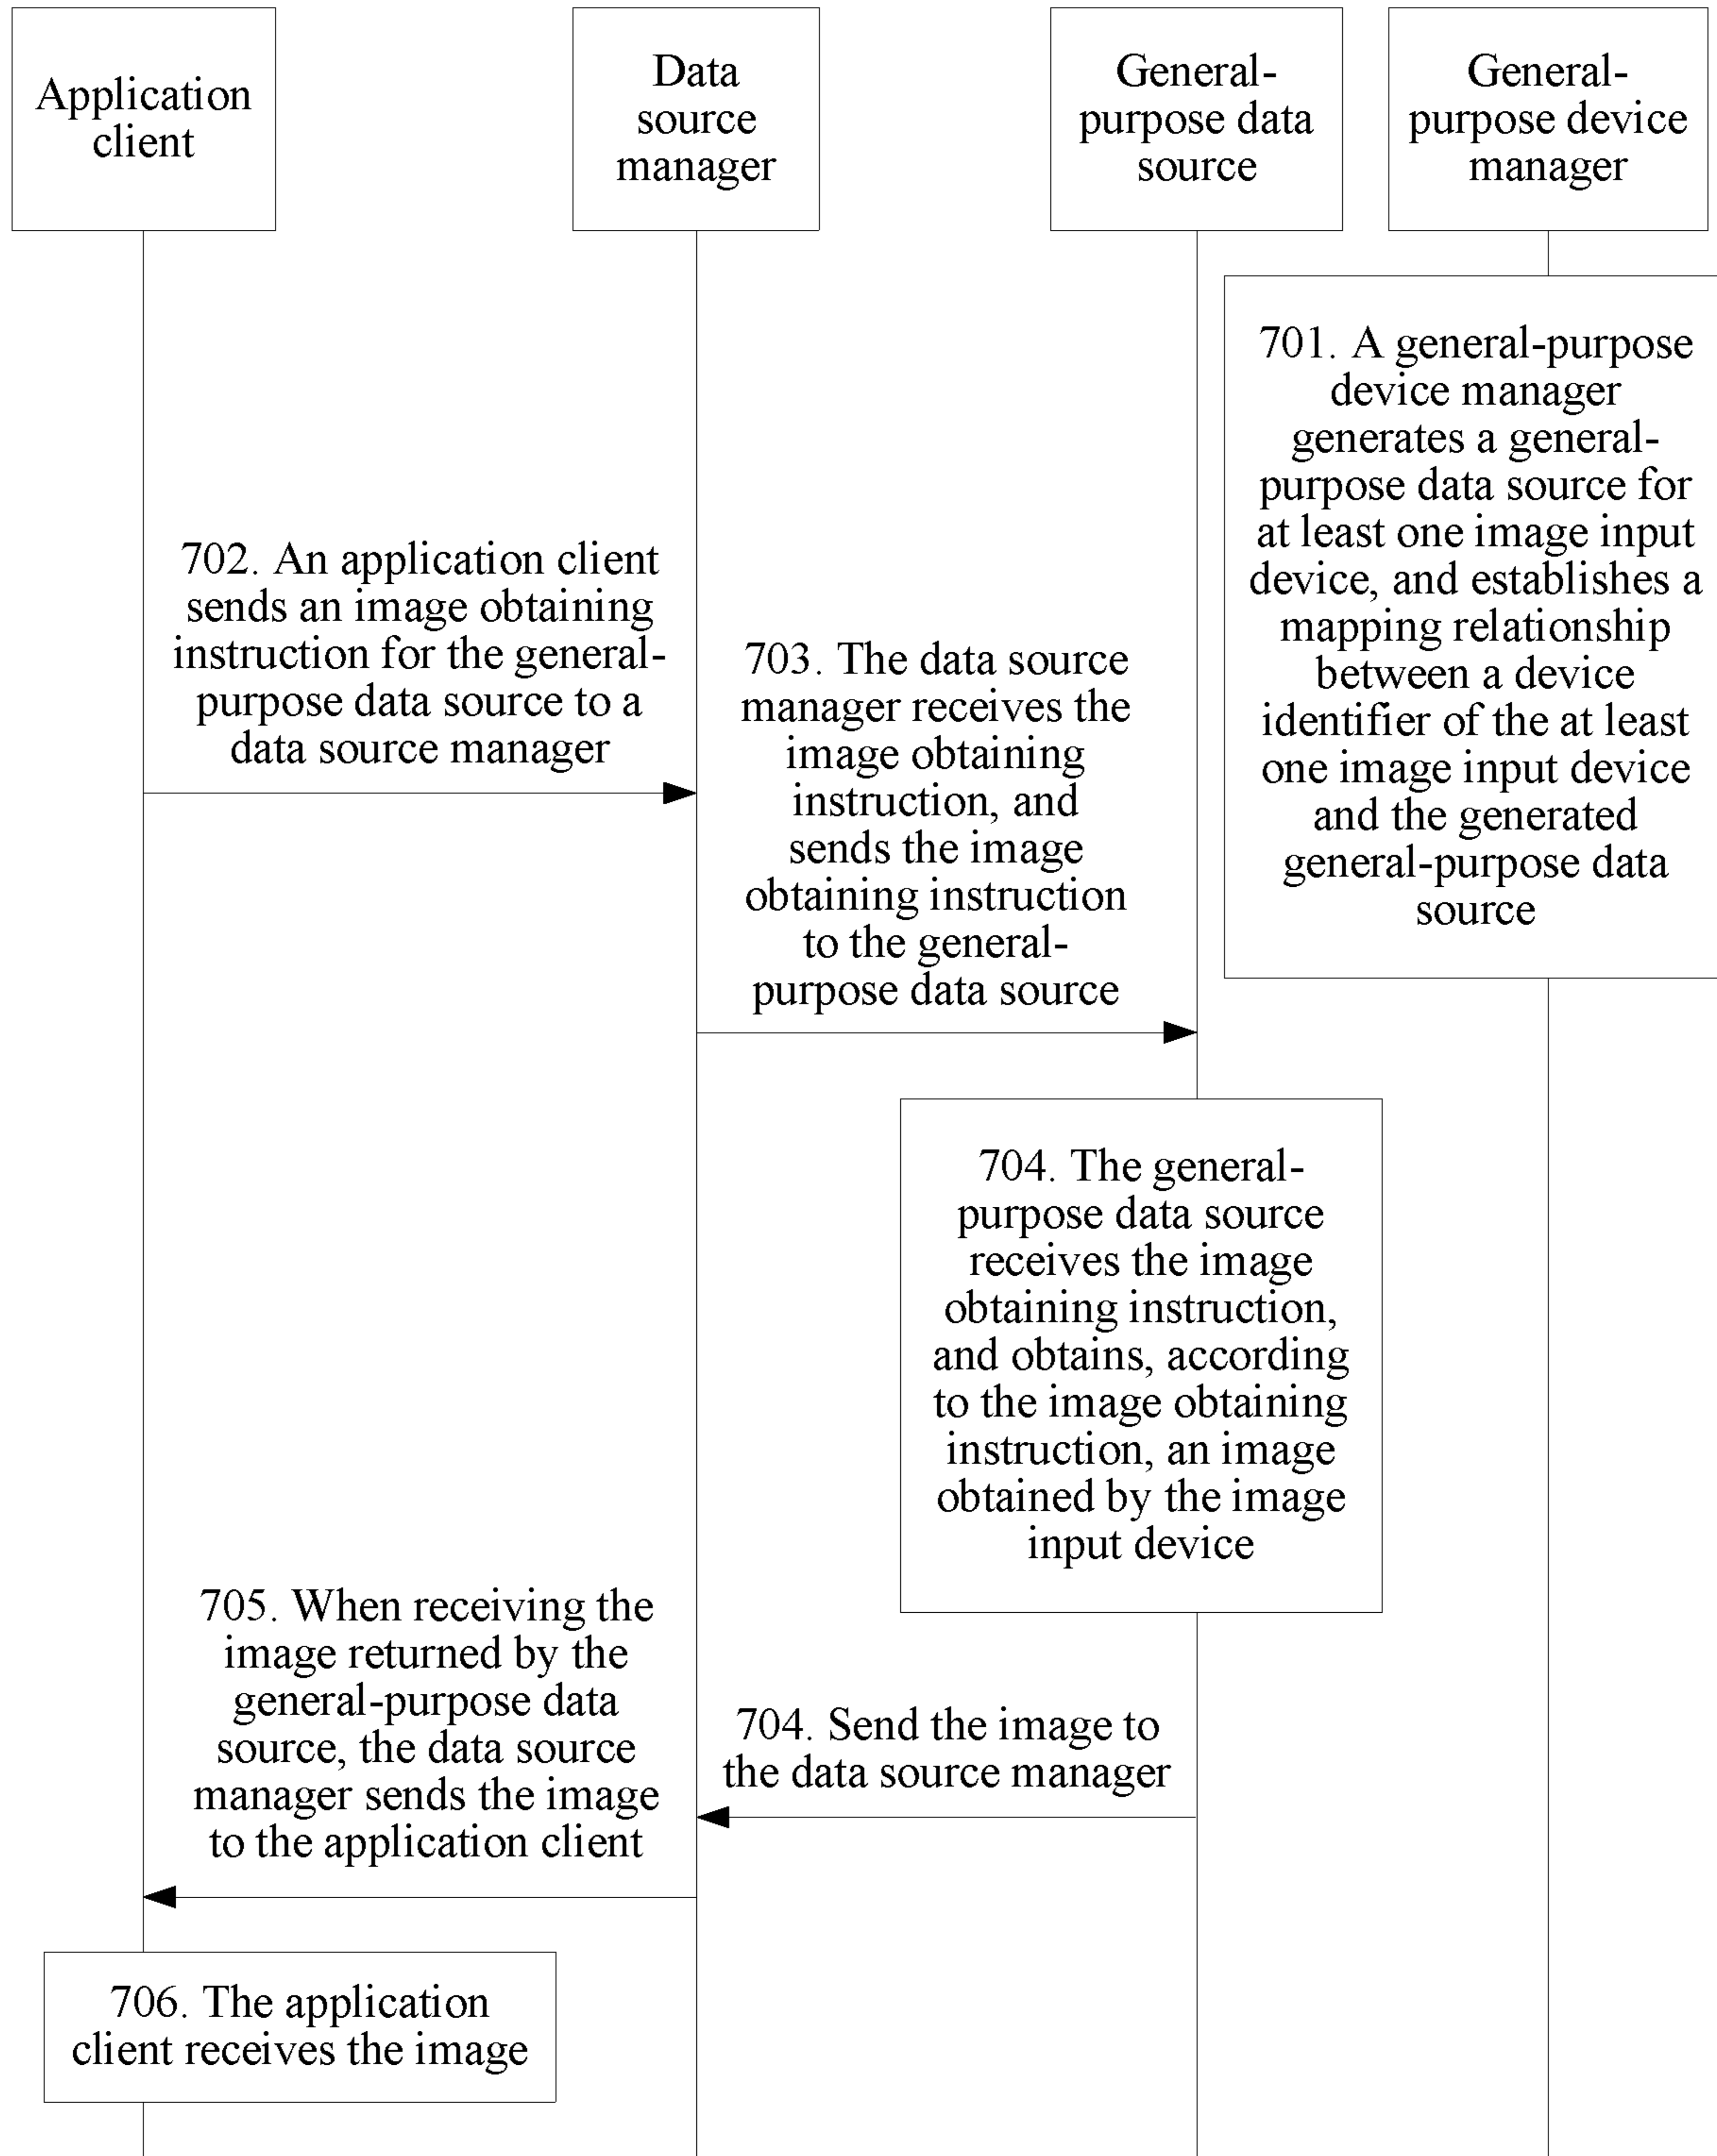 Application
client
Data
source
manager
General-
purpose data
source
General-
purpose device
manager
701. A general-purpose
device manager
generates a general-
purpose data source for
at least one image input
device, and establishes a
mapping relationship
between a device
identifier of the at least
one image input device
and the generated
general-purpose data
source
702. An application client
sends an image obtaining
instruction for the general-
purpose data source to a
data source manager
703. The data source
manager receives the
image obtaining
instruction, and
sends the image
obtaining instruction
to the general-
purpose data source
704. The general-
purpose data source
receives the image
obtaining instruction,
and obtains, according
to the image obtaining
instruction, an image
obtained by the image
input device
704. Send the image to
the data source manager
705. When receiving the
image returned by the
general-purpose data
source, the data source
manager sends the image
to the application client
706. The application
client receives the image